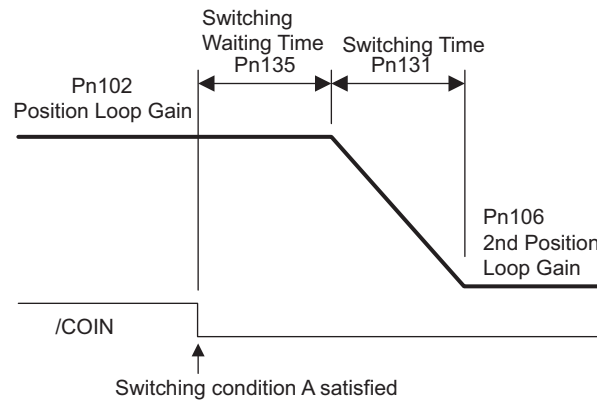 Switching
Waiting Time
Pn135
Switching Time
Pn131
Pn102
Position Loop Gain
Pn106
2nd Position
Loop Gain
/COIN
Switching condition A satisfied